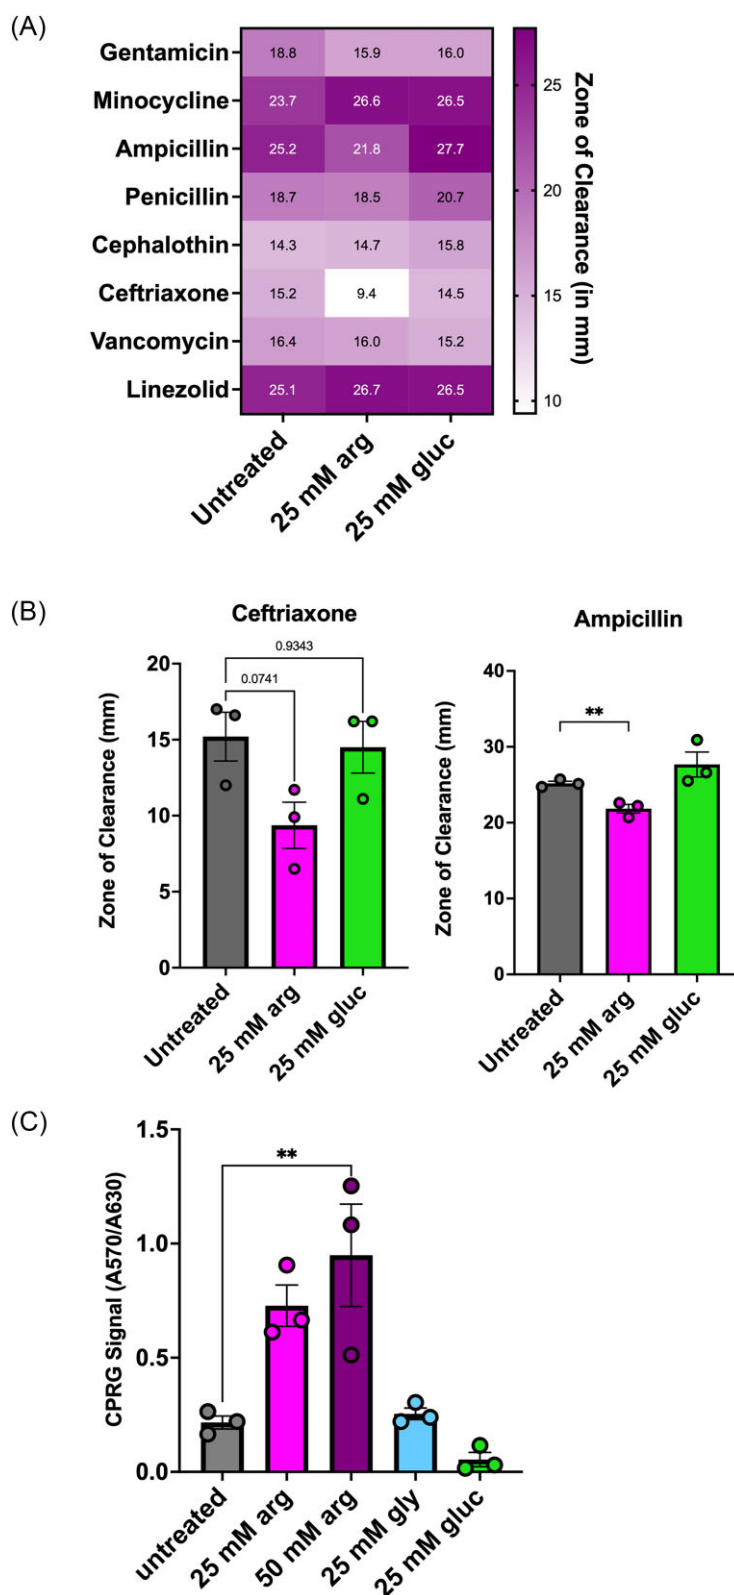 (A)
Gentamicin 18.8 15.9 16.0
Minocycline 23.7 26.6 26.5
Ampicillin 25.2 21.8 27.7
Penicillin 18.7 18.5 20.7
Cephalothin 14.3 14.7 15.8
Ceftriaxone 15.2 9.4 14.5
Vancomycin 16.4 16.0 15.2
Linezolid 25.1 26.7 26.5
Untreated 25 mM arg 25 mM gluc
25
20
15
10
Zone of Clearance (in mm)
(B)
Ceftriaxone
Zone of Clearance (mm)
20
15
10
5
0
0.9343
0.0741
Untreated 25 mM arg 25 mM gluc
Ampicillin
Zone of Clearance (mm)
40
30
20
10
0
**
Untreated 25 mM arg 25 mM gluc
(C)
CPRG Signal (A570/A630)
1.5
1.0
0.5
0.0
**
untreated 25 mM arg 50 mM arg 25 mM gly 25 mM gluc